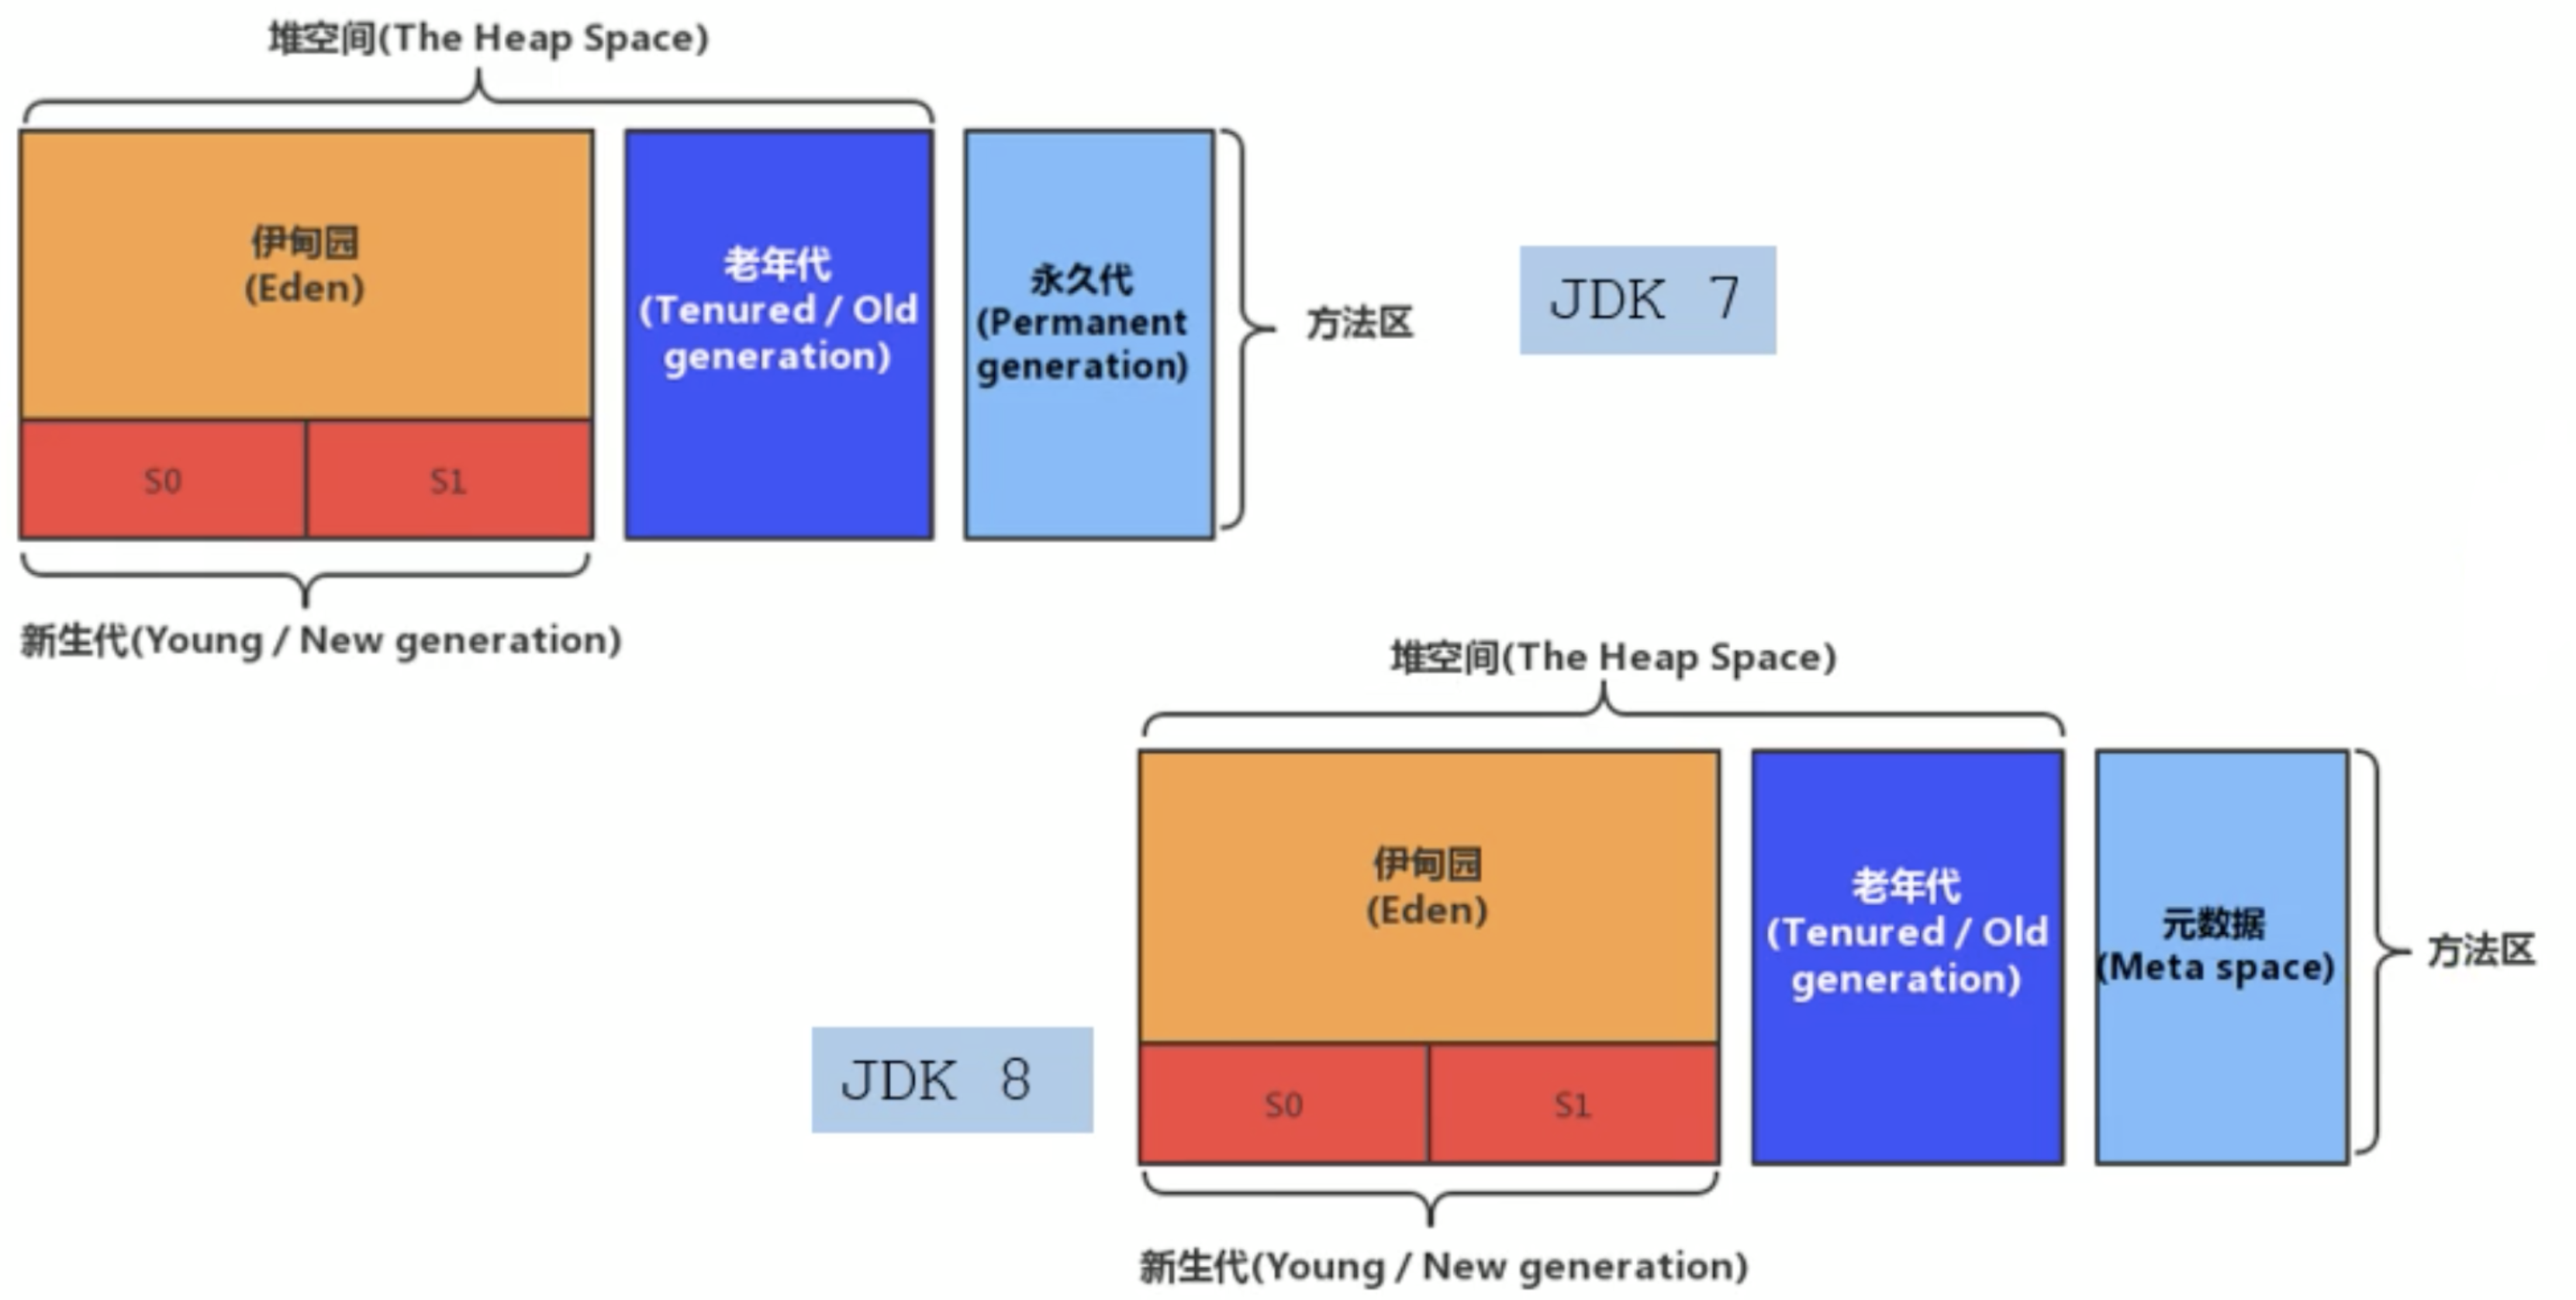 堆空间(The Heap Space)
伊甸园
(Eden)
S0
S1
新生代(Young / New generation)
老年代
(Tenured / Old
generation)
永久代
(Permanent
generation)
方法区
JDK 7
堆空间(The Heap Space)
伊甸园
(Eden)
S0
S1
新生代(Young / New generation)
老年代
(Tenured / Old
generation)
元数据
(Meta space)
方法区
JDK 8